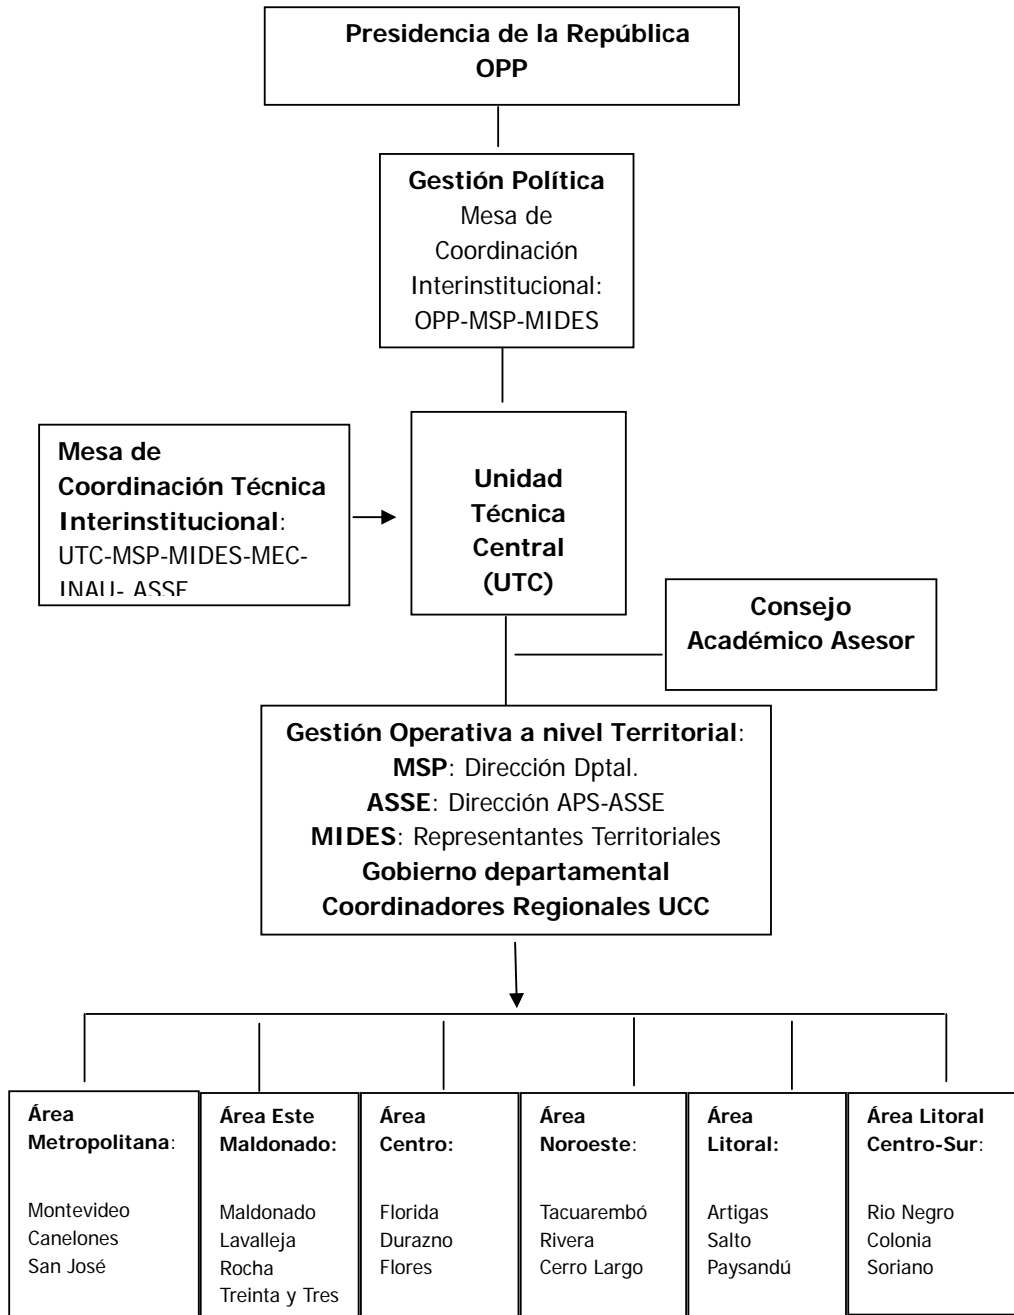 Presidencia de la República
OPP
Gestión Política
Mesa de
Coordinación
Interinstitucional:
OPP-MSP-MIDES
Mesa de
Coordinación Técnica
Interinstitucional:
UTC-MSP-MIDES-MEC-
INAU- ASSE
Unidad
Técnica
Central
(UTC)
Consejo
Académico Asesor
Gestión Operativa a nivel Territorial:
MSP: Dirección Dptal.
ASSE: Dirección APS-ASSE
MIDES: Representantes Territoriales
Gobierno departamental
Coordinadores Regionales UCC
Área
Metropolitana:
Montevideo
Canelones
San José
Área Este
Maldonado:
Maldonado
Lavalleja
Rocha
Treinta y Tres
Área
Centro:
Florida
Durazno
Flores
Área
Noroeste:
Tacuarembó
Rivera
Cerro Largo
Área
Litoral:
Artigas
Salto
Paysandú
Área Litoral
Centro-Sur:
Rio Negro
Colonia
Soriano